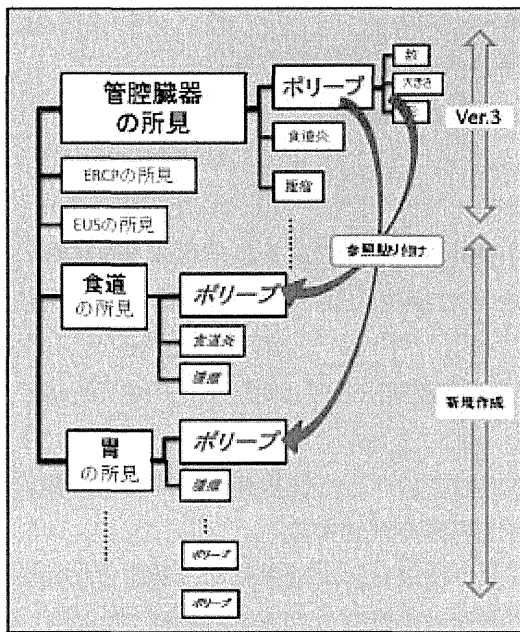 管腔臓器
の所見
ポリープ
数
大きさ
食道炎
腫瘍
Ver.3
ERCPの所見
EUSの所見
参照貼り付け
食道
の所見
ポリープ
食道炎
腫瘍
新規作成
胃
の所見
ポリープ
腫瘍
ポリープ
ポリープ